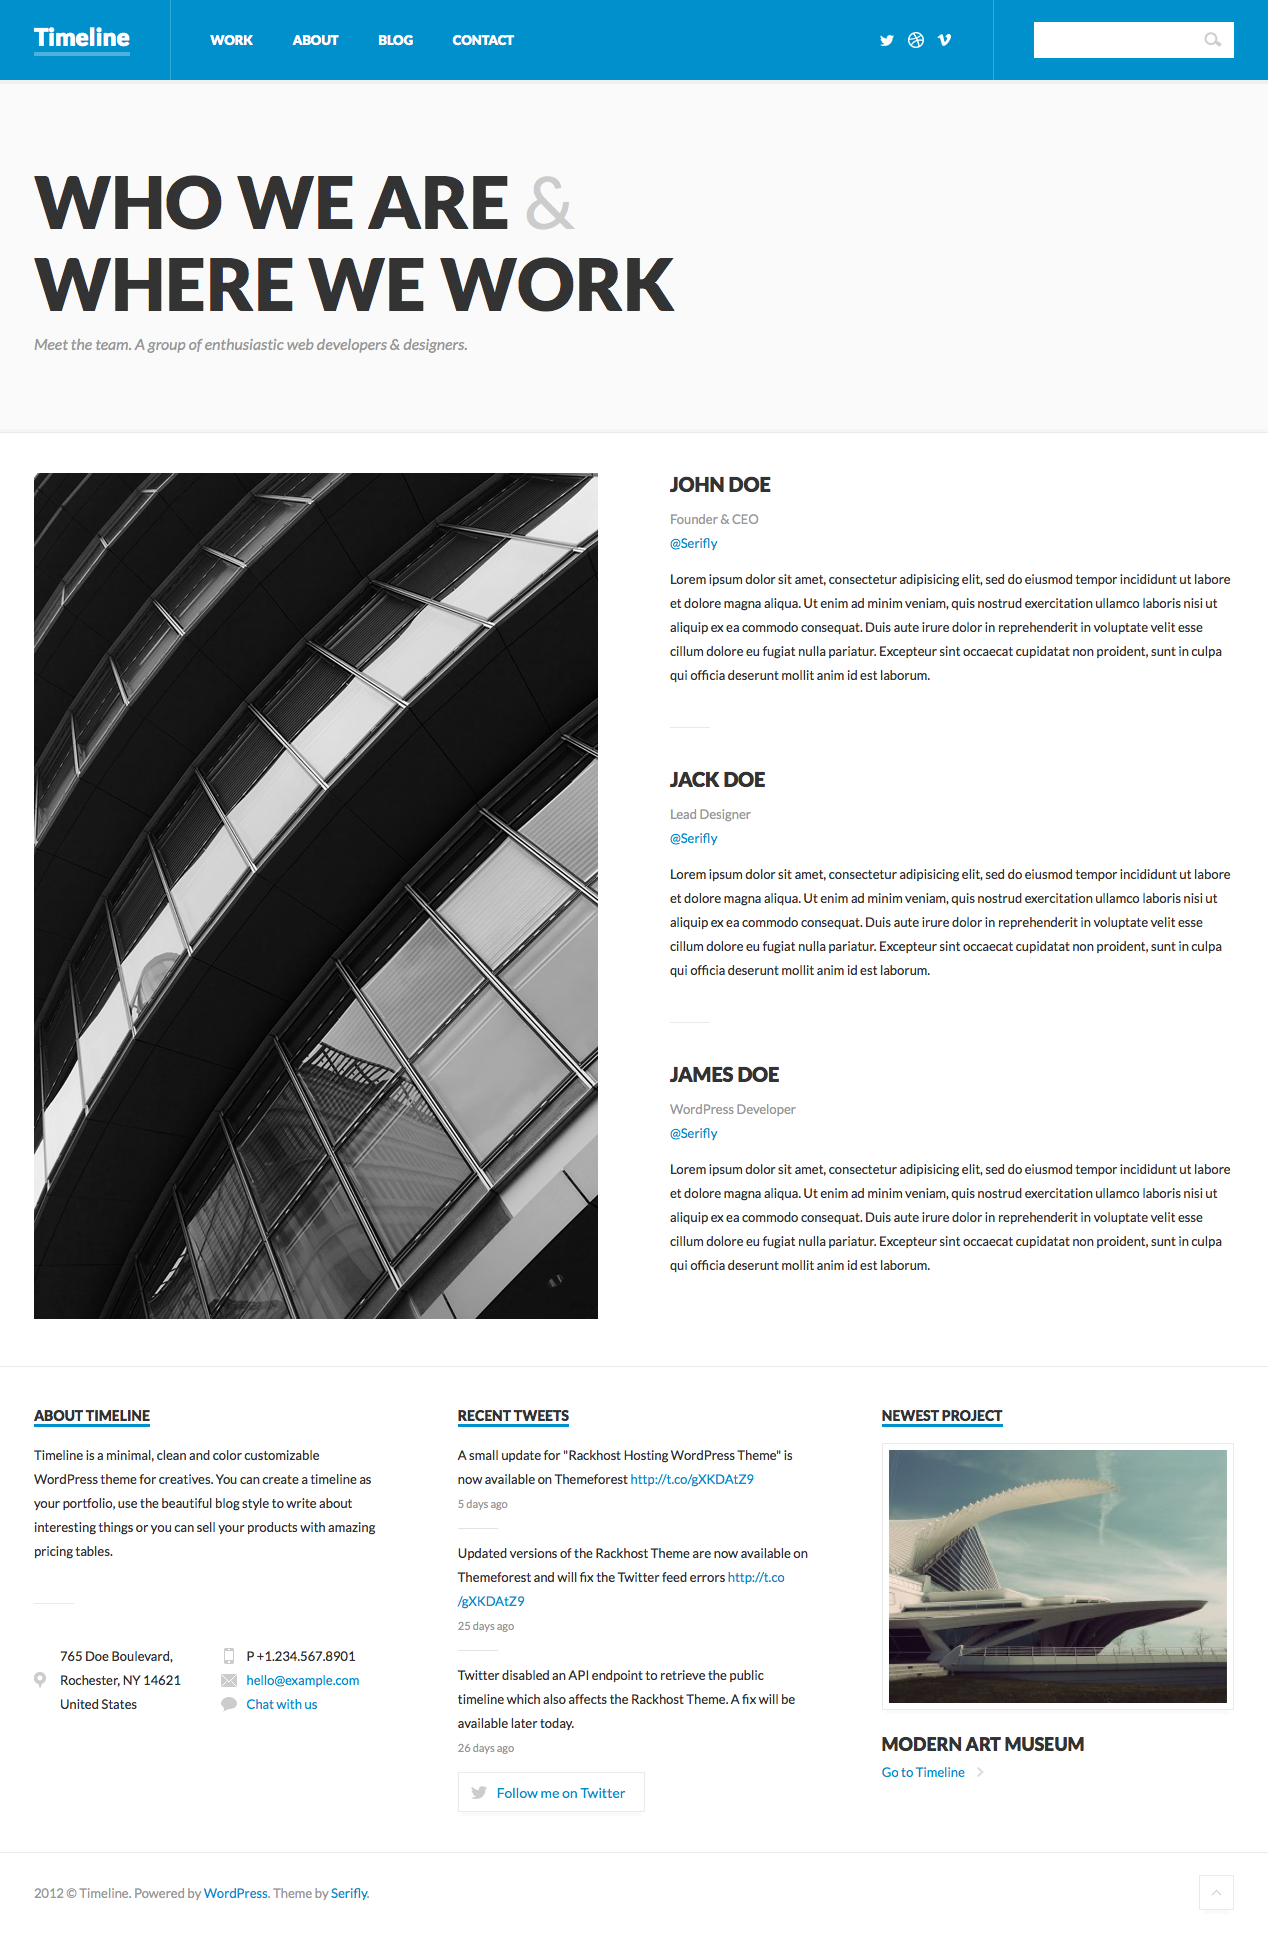 Timeline
WORK ABOUT BLOG CONTACT
WHO WE ARE &
WHERE WE WORK
Meet the team. A group of enthusiastic web developers & designers.
JOHN DOE
Founder & CEO
@Serifly
Lorem ipsum dolor sit amet, consectetur adipisicing elit, sed do eiusmod tempor incididunt ut labore
et dolore magna aliqua. Ut enim ad minim veniam, quis nostrud exercitation ullamco laboris nisi ut
aliquip ex ea commodo consequat. Duis aute irure dolor in reprehenderit in voluptate velit esse
cillum dolore eu fugiat nulla pariatur. Excepteur sint occaecat cupidatat non proident, sunt in culpa
qui officia deserunt mollit anim id est laborum.
JACK DOE
Lead Designer
@Serifly
Lorem ipsum dolor sit amet, consectetur adipisicing elit, sed do eiusmod tempor incididunt ut labore
et dolore magna aliqua. Ut enim ad minim veniam, quis nostrud exercitation ullamco laboris nisi ut
aliquip ex ea commodo consequat. Duis aute irure dolor in reprehenderit in voluptate velit esse
cillum dolore eu fugiat nulla pariatur. Excepteur sint occaecat cupidatat non proident, sunt in culpa
qui officia deserunt mollit anim id est laborum.
JAMES DOE
WordPress Developer
@Serifly
Lorem ipsum dolor sit amet, consectetur adipisicing elit, sed do eiusmod tempor incididunt ut labore
et dolore magna aliqua. Ut enim ad minim veniam, quis nostrud exercitation ullamco laboris nisi ut
aliquip ex ea commodo consequat. Duis aute irure dolor in reprehenderit in voluptate velit esse
cillum dolore eu fugiat nulla pariatur. Excepteur sint occaecat cupidatat non proident, sunt in culpa
qui officia deserunt mollit anim id est laborum.
ABOUT TIMELINE
Timeline is a minimal, clean and color customizable
WordPress theme for creatives. You can create a timeline as
your portfolio, use the beautiful blog style to write about
interesting things or you can sell your products with amazing
pricing tables.
765 Doe Boulevard,
Rochester, NY 14621
United States
P +1.234.567.8901
hello@example.com
Chat with us
RECENT TWEETS
A small update for "Rackhost Hosting WordPress Theme" is
now available on Themeforest http://t.co/gXKDAtZ9
5 days ago
Updated versions of the Rackhost Theme are now available on
Themeforest and will fix the Twitter feed errors http://t.co
/gXKDAtZ9
25 days ago
Twitter disabled an API endpoint to retrieve the public
timeline which also affects the Rackhost Theme. A fix will be
available later today.
26 days ago
Follow me on Twitter
NEWEST PROJECT
MODERN ART MUSEUM
Go to Timeline
2012 © Timeline. Powered by WordPress. Theme by Serifly.